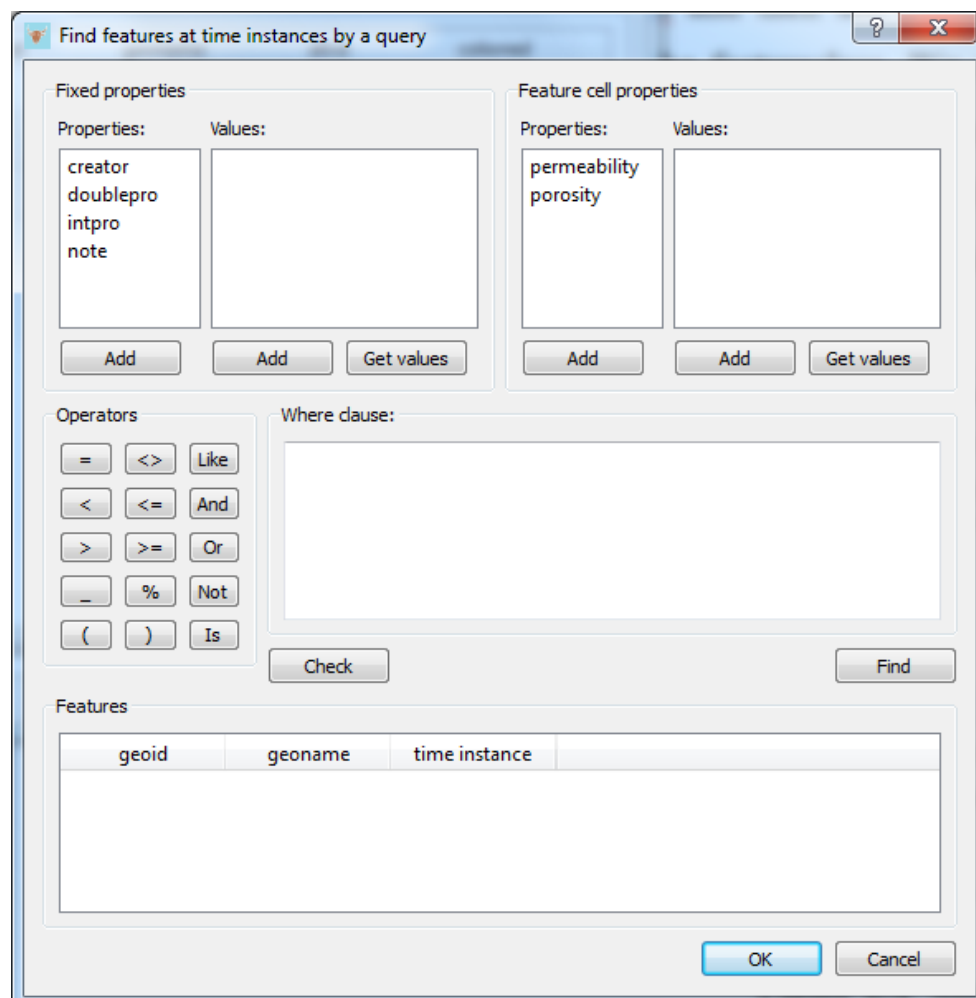 Find features at time instances by a query
? X
Fixed properties
Properties: Values:
creator
doublepro
intpro
note
Add Add Get values
Feature cell properties
Properties: Values:
permeability
porosity
Add Add Get values
Operators
= <> Like
< <= And
> >= Or
_ % Not
( ) Is
Where clause:
Check Find
Features
geoid geoname time instance
OK Cancel